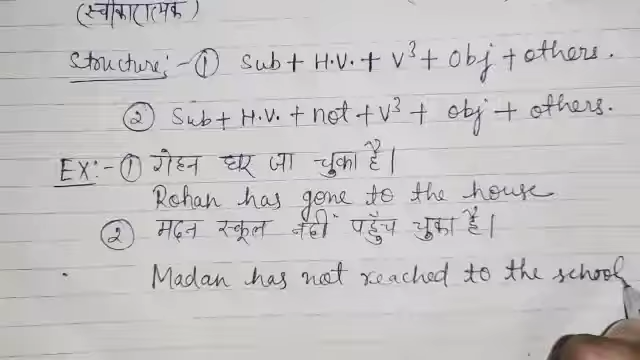 (स्वीकारात्मक)
Structure:- ① Sub + H.V. + V³ + Obj + others.
② Sub + H.V. + not + V³ + obj + others.
EX:- ① रोहन घर जा चुका है।
Rohan has gone to the house
② मदन स्कूल नहीं पहुँच चुका है।
Madan has not reached to the school